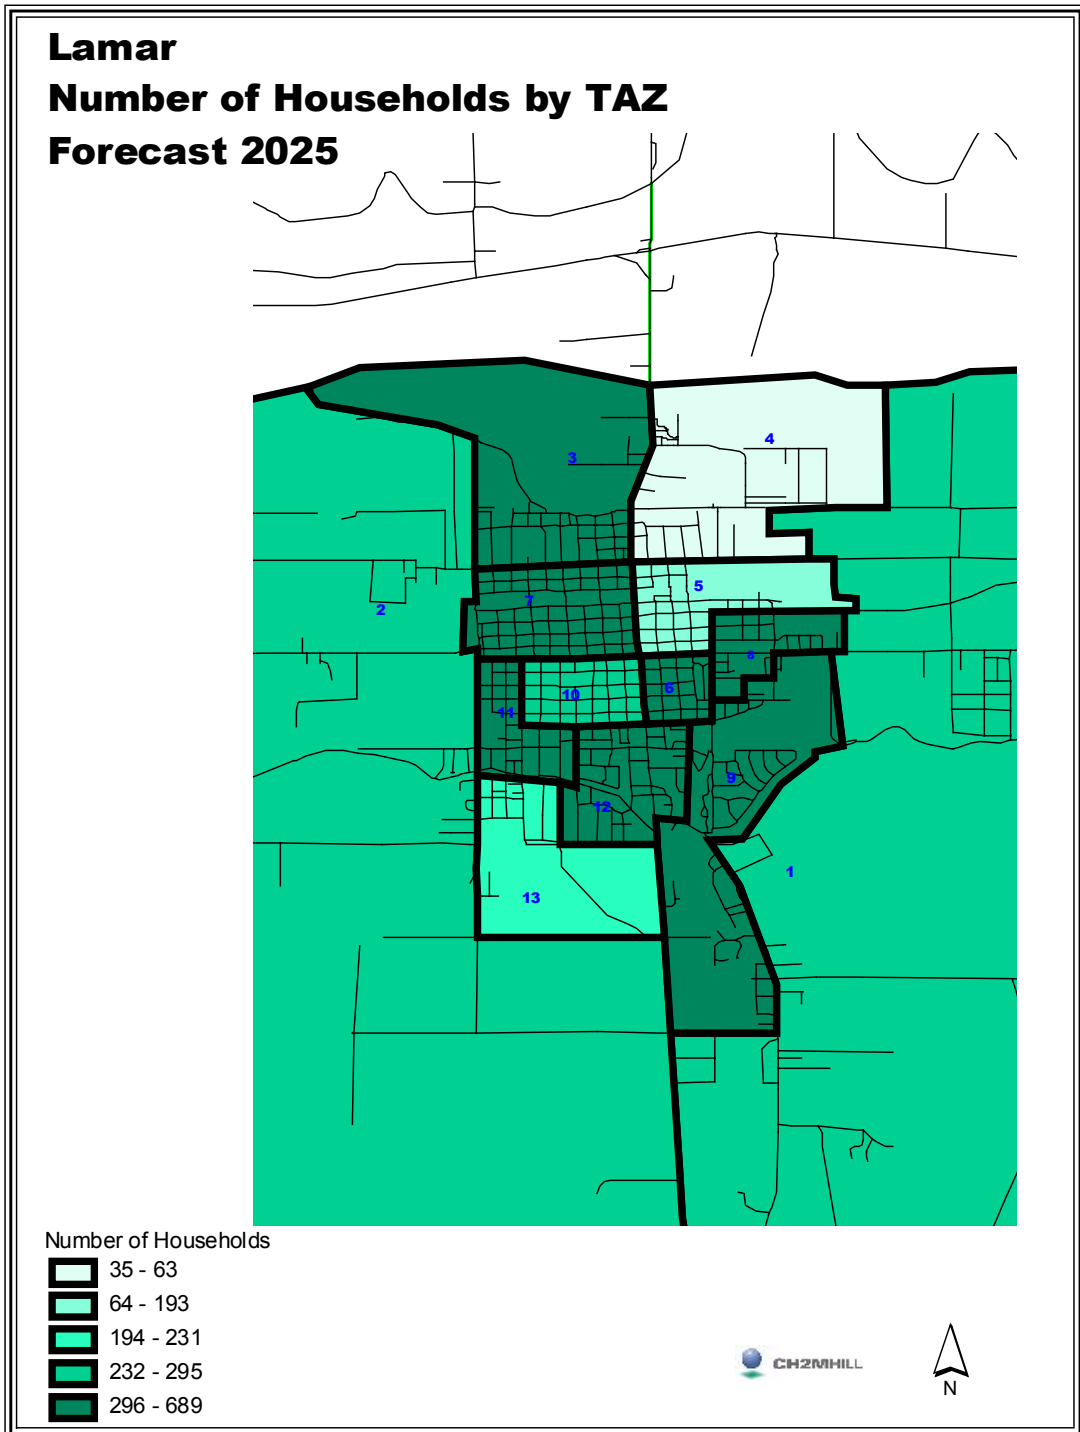 Lamar
Number of Households by TAZ
Forecast 2025
4
3
5
7
2
8
6
10
11
9
12
1
13
Number of Households
35 - 63
64 - 193
194 - 231
232 - 295
296 - 689
CH2MHILL
N